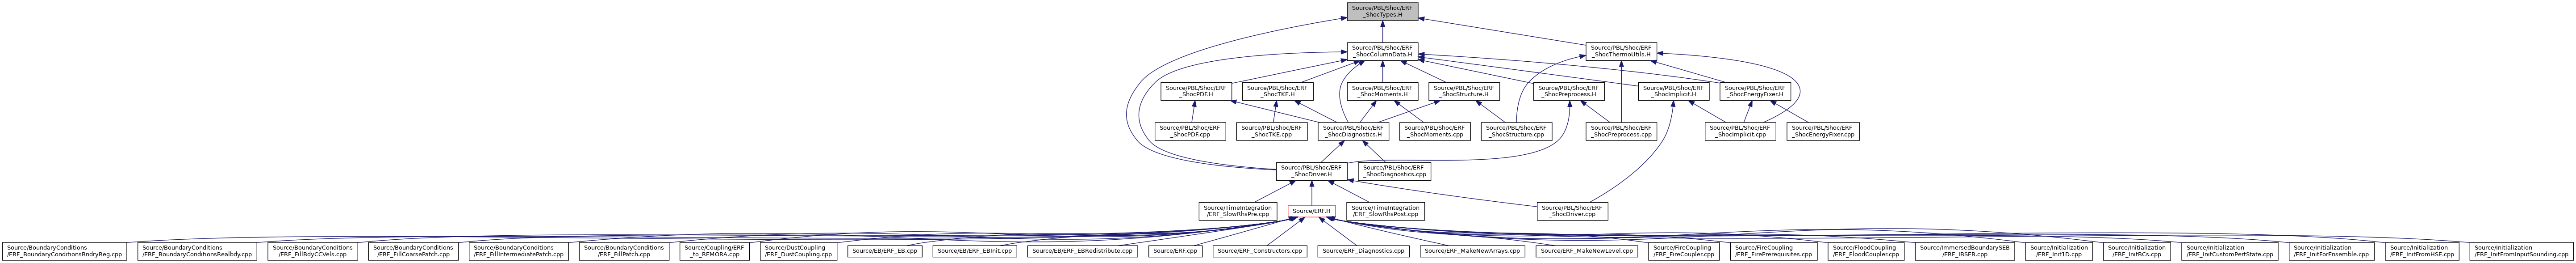 Source/PBL/Shoc/ERF
_ShocTypes.H
Source/PBL/Shoc/ERF
_ShocColumnData.H
Source/PBL/Shoc/ERF
_ShocThermoUtils.H
Source/PBL/Shoc/ERF
_ShocPDF.H
Source/PBL/Shoc/ERF
_ShocTKE.H
Source/PBL/Shoc/ERF
_ShocMoments.H
Source/PBL/Shoc/ERF
_ShocStructure.H
Source/PBL/Shoc/ERF
_ShocPreprocess.H
Source/PBL/Shoc/ERF
_ShocImplicit.H
Source/PBL/Shoc/ERF
_ShocEnergyFixer.H
Source/PBL/Shoc/ERF
_ShocPDF.cpp
Source/PBL/Shoc/ERF
_ShocTKE.cpp
Source/PBL/Shoc/ERF
_ShocDiagnostics.H
Source/PBL/Shoc/ERF
_ShocMoments.cpp
Source/PBL/Shoc/ERF
_ShocStructure.cpp
Source/PBL/Shoc/ERF
_ShocPreprocess.cpp
Source/PBL/Shoc/ERF
_ShocImplicit.cpp
Source/PBL/Shoc/ERF
_ShocEnergyFixer.cpp
Source/PBL/Shoc/ERF
_ShocDriver.H
Source/PBL/Shoc/ERF
_ShocDiagnostics.cpp
Source/TimeIntegration
/ERF_SlowRhsPre.cpp
Source/ERF.H
Source/TimeIntegration
/ERF_SlowRhsPost.cpp
Source/PBL/Shoc/ERF
_ShocDriver.cpp
Source/BoundaryConditions
/ERF_BoundaryConditionsBndryReg.cpp
Source/BoundaryConditions
/ERF_BoundaryConditionsRealbdy.cpp
Source/BoundaryConditions
/ERF_FillBdyCCVels.cpp
Source/BoundaryConditions
/ERF_FillCoarsePatch.cpp
Source/BoundaryConditions
/ERF_FillIntermediatePatch.cpp
Source/BoundaryConditions
/ERF_FillPatch.cpp
Source/Coupling/ERF
_to_REMORA.cpp
Source/DustCoupling
/ERF_DustCoupling.cpp
Source/EB/ERF_EB.cpp
Source/EB/ERF_EBInit.cpp
Source/EB/ERF_EBRedistribute.cpp
Source/ERF.cpp
Source/ERF_Constructors.cpp
Source/ERF_Diagnostics.cpp
Source/ERF_MakeNewArrays.cpp
Source/ERF_MakeNewLevel.cpp
Source/FireCoupling
/ERF_FireCoupler.cpp
Source/FireCoupling
/ERF_FirePrerequisites.cpp
Source/FloodCoupling
/ERF_FloodCoupler.cpp
Source/ImmersedBoundarySEB
/ERF_IBSEB.cpp
Source/Initialization
/ERF_Init1D.cpp
Source/Initialization
/ERF_InitBCs.cpp
Source/Initialization
/ERF_InitCustomPertState.cpp
Source/Initialization
/ERF_InitForEnsemble.cpp
Source/Initialization
/ERF_InitFromHSE.cpp
Source/Initialization
/ERF_InitFromInputSounding.cpp